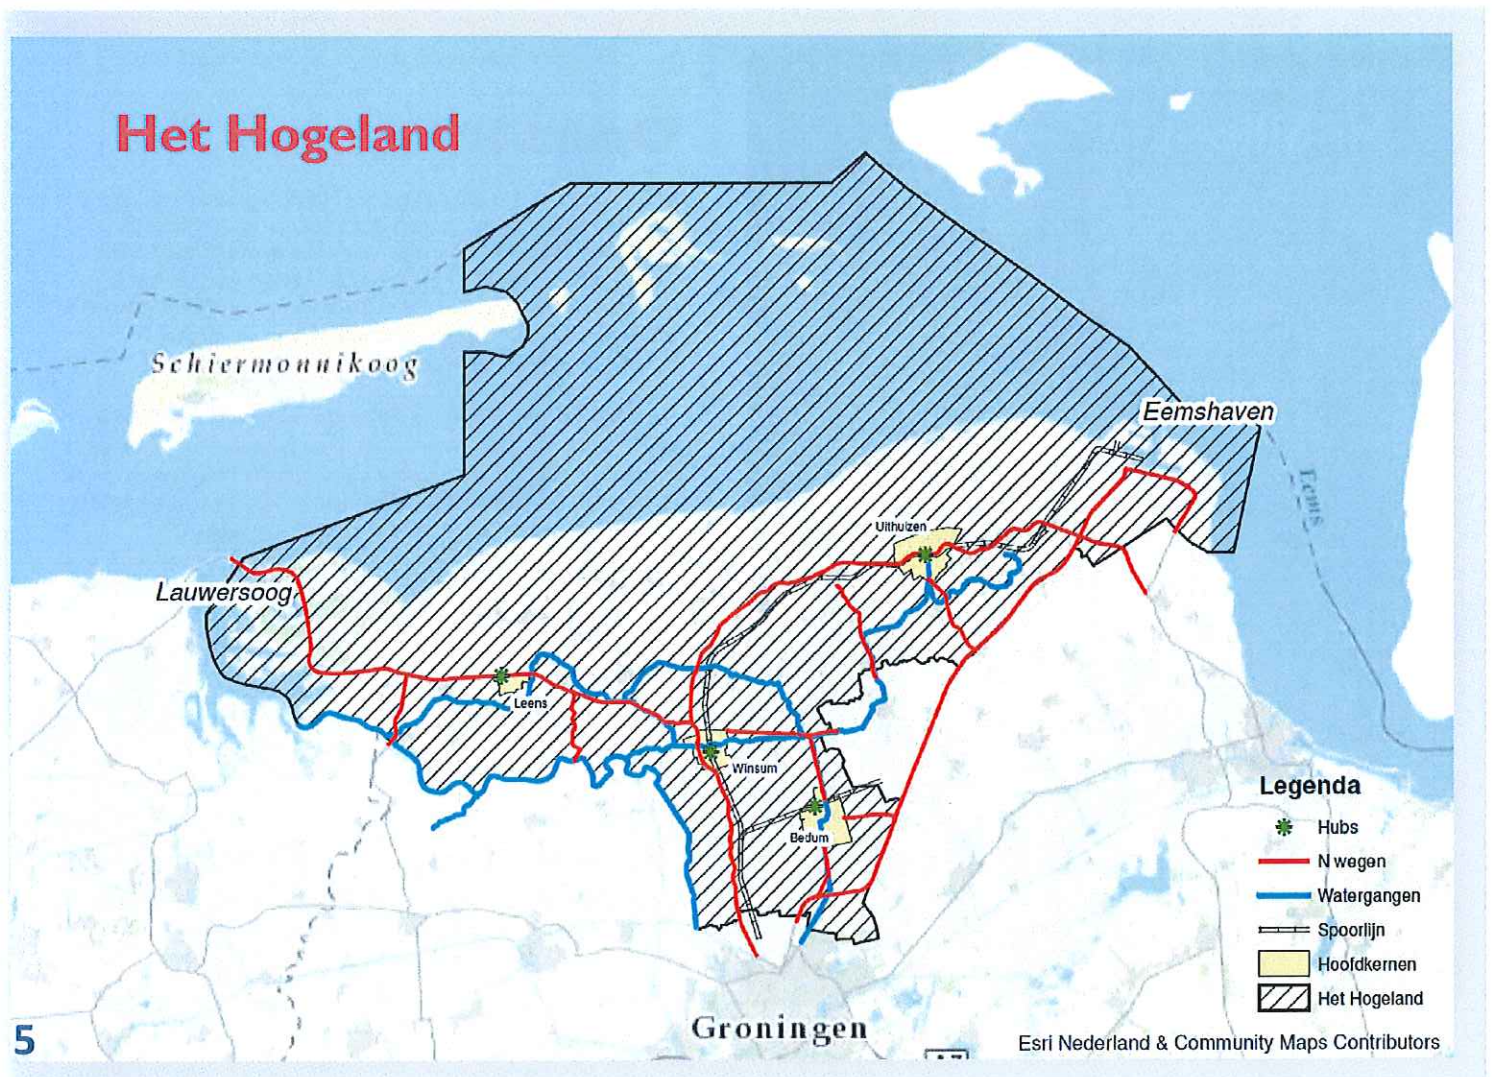 Het Hogeland
Schiermonnikoog
Eemshaven
Eems
Uithuizen
Lauwersoog
Leens
Winsum
Bedum
Legenda
Hubs
N wegen
Watergangen
Spoorlijn
Hoofdkernen
Het Hogeland
Groningen
5
Esri Nederland & Community Maps Contributors